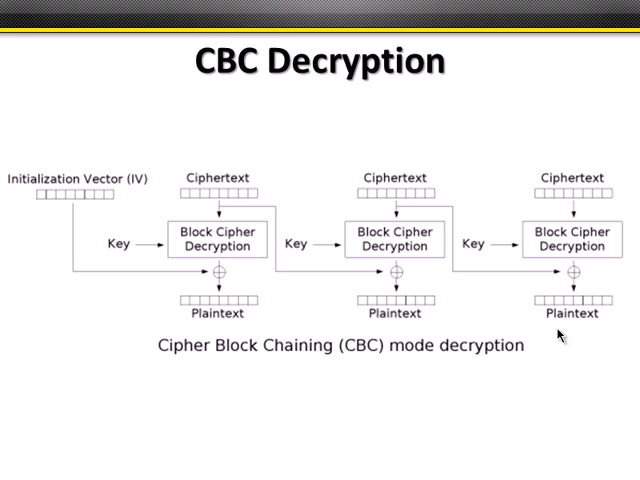 CBC Decryption
Initialization Vector (IV)
Ciphertext
Ciphertext
Ciphertext
Key
Block Cipher
Decryption
Key
Block Cipher
Decryption
Key
Block Cipher
Decryption
Plaintext
Plaintext
Plaintext
Cipher Block Chaining (CBC) mode decryption